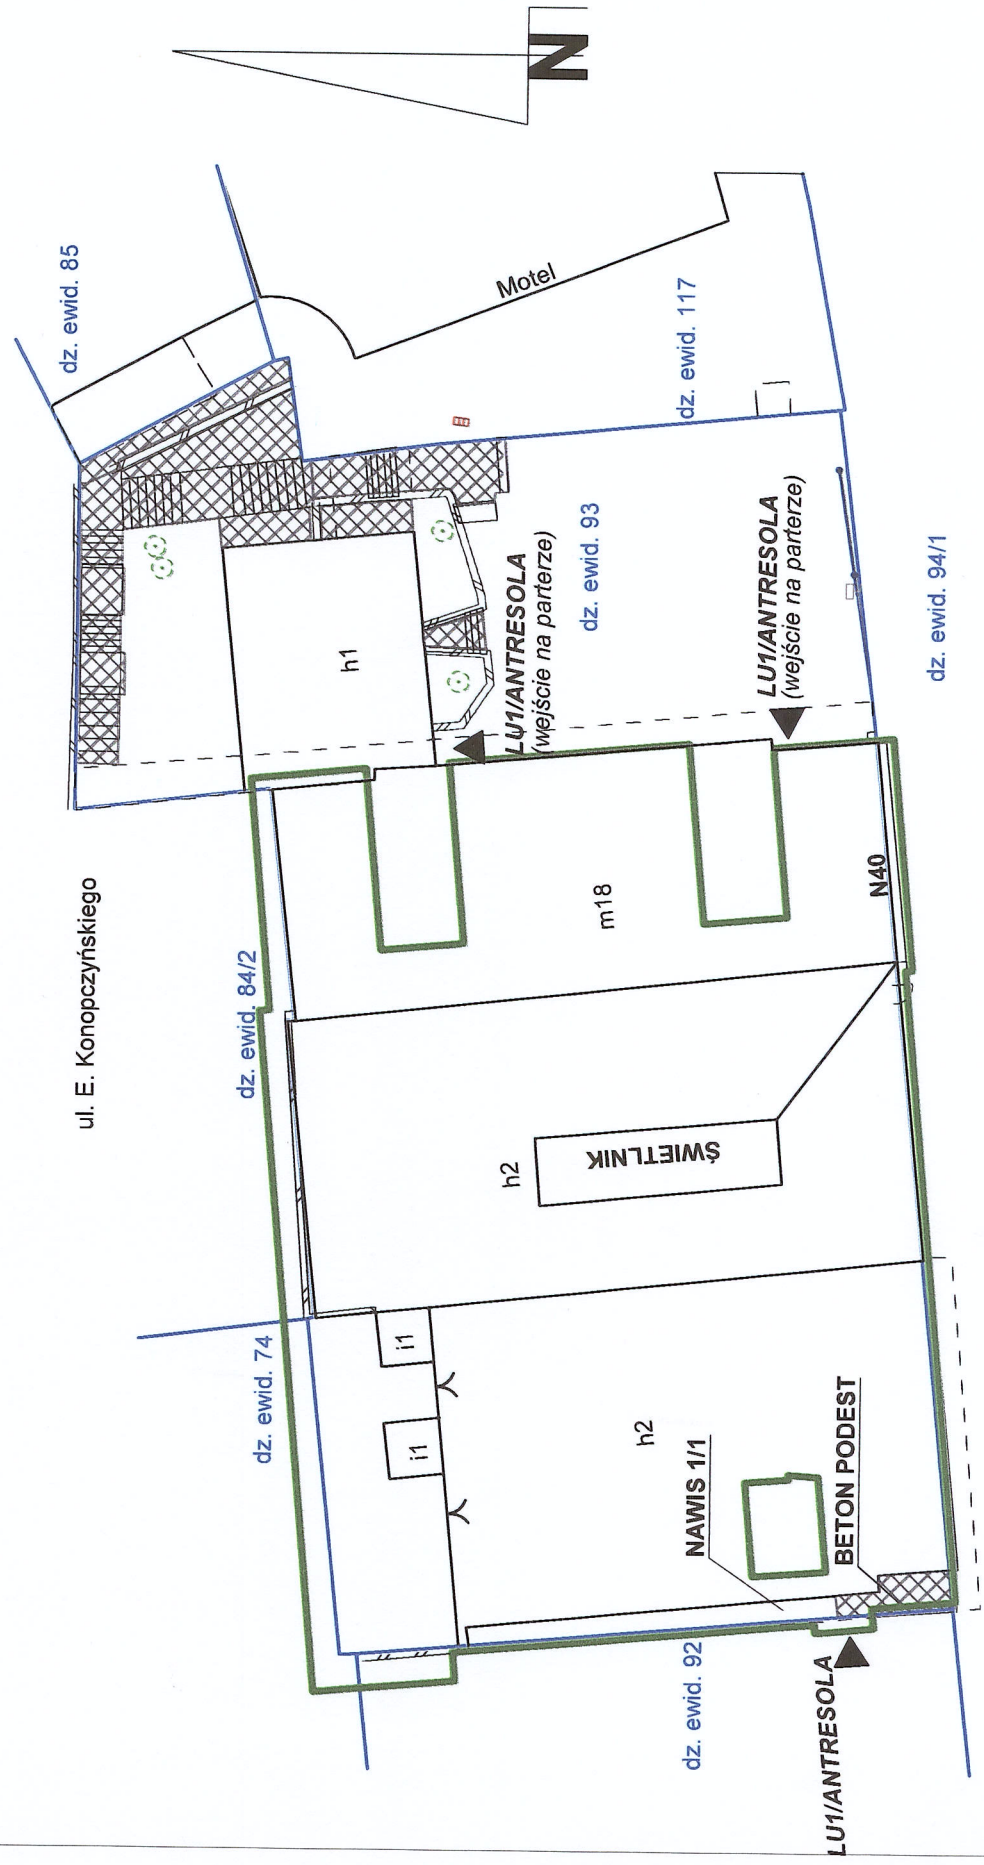 N
ul. E. Konopczyńskiego
dz. ewid. 85
dz. ewid. 84/2
dz. ewid. 74
Motel
dz. ewid. 117
h1
LU1/ANTRESOLA
(wejście na parterze)
dz. ewid. 93
LU1/ANTRESOLA
(wejście na parterze)
dz. ewid. 94/1
m18
N40
h2
ŚWIETLNIK
i1
i1
h2
NAWIS 1/1
BETON PODEST
dz. ewid. 92
LU1/ANTRESOLA